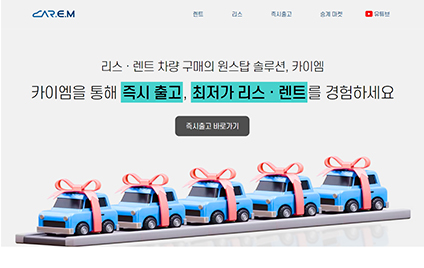 CAR.E.M
렌트
리스
즉시출고
승계 마켓
유튜브
리스 · 렌트 차량 구매의 원스탑 솔루션, 카이엠
카이엠을 통해 즉시 출고, 최저가 리스 · 렌트를 경험하세요
즉시출고 바로가기